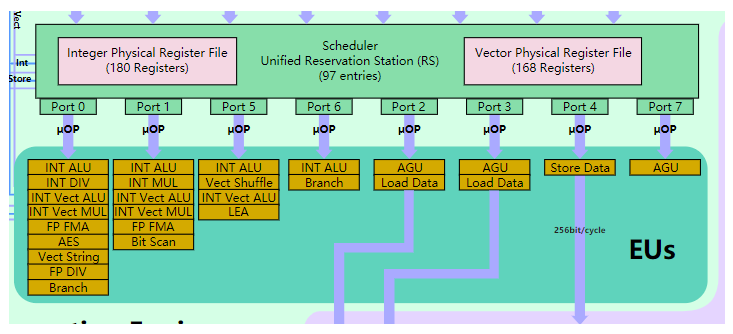 Vect
Int
Store
Integer Physical Register File
(180 Registers)
Scheduler
Unified Reservation Station (RS)
(97 entries)
Vector Physical Register File
(168 Registers)
Port 0
Port 1
Port 5
Port 6
Port 2
Port 3
Port 4
Port 7
µOP
µOP
µOP
µOP
µOP
µOP
µOP
µOP
INT ALU
INT DIV
INT Vect ALU
INT Vect MUL
FP FMA
AES
Vect String
FP DIV
Branch
INT ALU
INT MUL
INT Vect ALU
INT Vect MUL
FP FMA
Bit Scan
INT ALU
Vect Shuffle
INT Vect ALU
LEA
INT ALU
Branch
AGU
Load Data
AGU
Load Data
Store Data
AGU
256bit/cycle
EUs